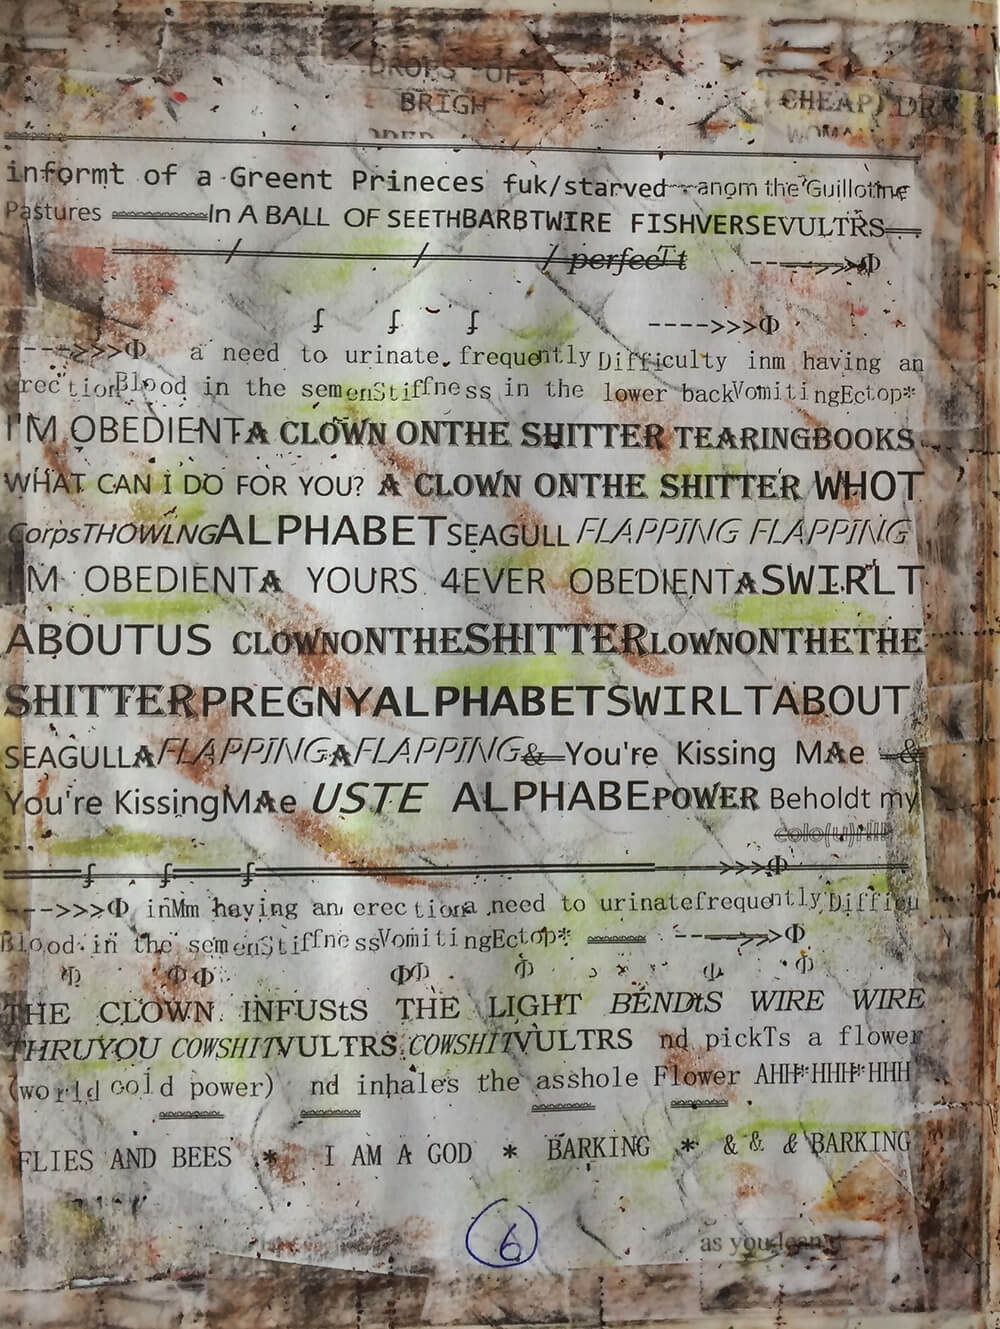 DROPS OF
BRIGH
CHEAP, DR
WOMA
informt of a Greent Prineces fuk/starved anom the Guillotine
Pastures In A BALL OF SEETHBARBTWIRE FISHVERSEVULTRS
/ / / perfecTt ---->>>Φ
ʄ ʄ ʄ ---->>>Φ
---->>>Φ a need to urinate, frequently Difficulty inm having an
erectionBlood in the semenStiffness in the lower backVomitingEctop*
I'M OBEDIENTA CLOWN ONTHE SHITTER TEARINGBOOKS
WHAT CAN I DO FOR YOU? A CLOWN ONTHE SHITTER WHOT
CorpsTHOWLNGALPHABETSEAGULL FLAPPING FLAPPING
I'M OBEDIENTA YOURS 4EVER OBEDIENTASWIRLT
ABOUTUS CLOWNONTHESHITTERLOWNONTHETHE
SHITTERPREGNYALPHABETSWIRLTABOUT
SEAGULLAFLAPPINGAFLAPPING& You're Kissing MAe &
You're KissingMAe USTE ALPHABEPOWER Beholdt my
ʄ ʄ ʄ >>>Φ
--->>>Φ inMm having an erectiona need to urinatefrequently Difficu
Blood in the semenStiffnessVomitingEctop* ---->>Φ
Φ ΦΦ ΦΦ Φ Φ Φ
THE CLOWN INFUStS THE LIGHT BENDtS WIRE WIRE
THRUYOU COWSHITVULTRS COWSHITVULTRS nd pickTs a flower
(world cold power) nd inhales the asshole Flower AHH*HHH*HHH
FLIES AND BEES * I AM A GOD * BARKING * & & & BARKING
6
as you lean